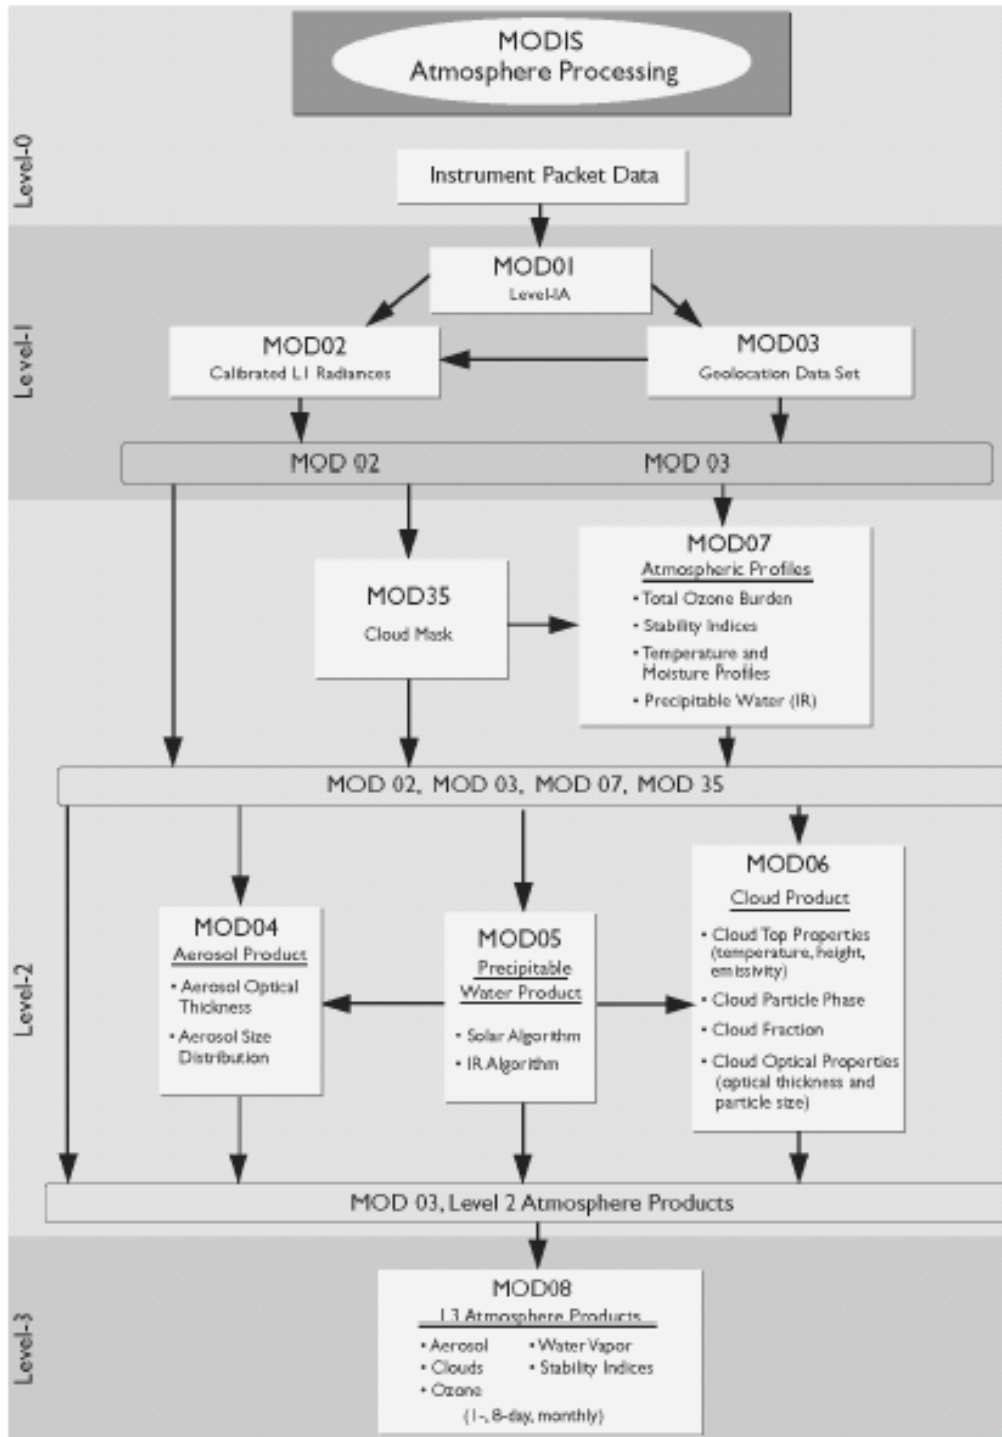 MODIS
Atmosphere Processing
Level-0
Instrument Packet Data
Level-1
MOD01
Level-1A
MOD02
Calibrated L1 Radiances
MOD03
Geolocation Data Set
MOD 02
MOD 03
Level-2
MOD35
Cloud Mask
MOD07
Atmospheric Profiles
• Total Ozone Burden
• Stability Indices
• Temperature and
Moisture Profiles
• Precipitable Water (IR)
MOD 02, MOD 03, MOD 07, MOD 35
MOD04
Aerosol Product
• Aerosol Optical
Thickness
• Aerosol Size
Distribution
MOD05
Precipitable
Water Product
• Solar Algorithm
• IR Algorithm
MOD06
Cloud Product
• Cloud Top Properties
(temperature, height,
emissivity)
• Cloud Particle Phase
• Cloud Fraction
• Cloud Optical Properties
(optical thickness and
particle size)
MOD 03, Level 2 Atmosphere Products
Level-3
MOD08
L3 Atmosphere Products
• Aerosol
• Clouds
• Ozone
• Water Vapor
• Stability Indices
(1-, 8-day, monthly)